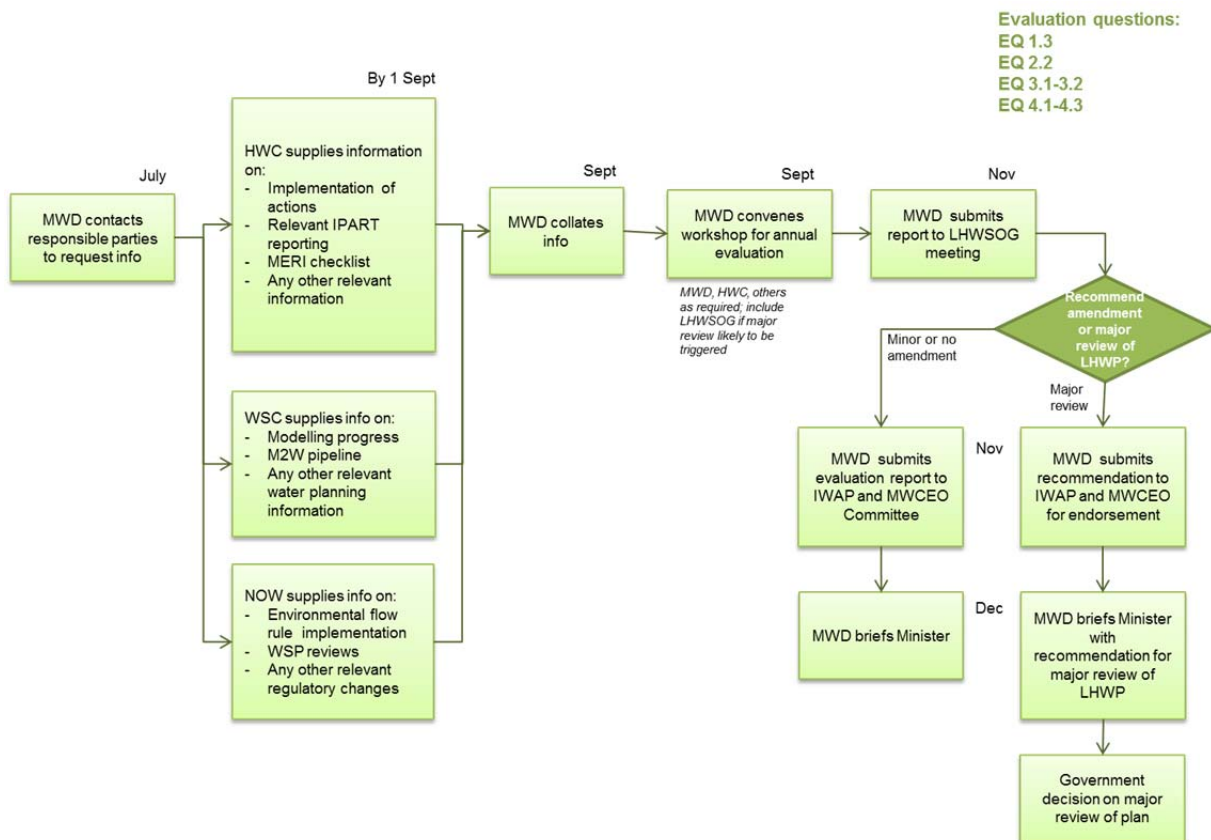 Evaluation questions:
EQ 1.3
EQ 2.2
EQ 3.1-3.2
EQ 4.1-4.3
July
MWD contacts
responsible parties
to request info
By 1 Sept
HWC supplies information
on:
- Implementation of
actions
- Relevant IPART
reporting
- MERI checklist
- Any other relevant
information
WSC supplies info on:
- Modelling progress
- M2W pipeline
- Any other relevant
water planning
information
NOW supplies info on:
- Environmental flow
rule implementation
- WSP reviews
- Any other relevant
regulatory changes
Sept
MWD collates
info
Sept
MWD convenes
workshop for annual
evaluation
MWD, HWC, others
as required; include
LHWSOG if major
review likely to be
triggered
Nov
MWD submits
report to LHWSOG
meeting
Recommend
amendment
or major
review of
LHWP?
Minor or no
amendment
Major
review
MWD submits
evaluation report to
IWAP and MWCEO
Committee
Nov
MWD submits
recommendation to
IWAP and MWCEO
for endorsement
MWD briefs Minister
Dec
MWD briefs Minister
with
recommendation for
major review of
LHWP
Government
decision on major
review of plan